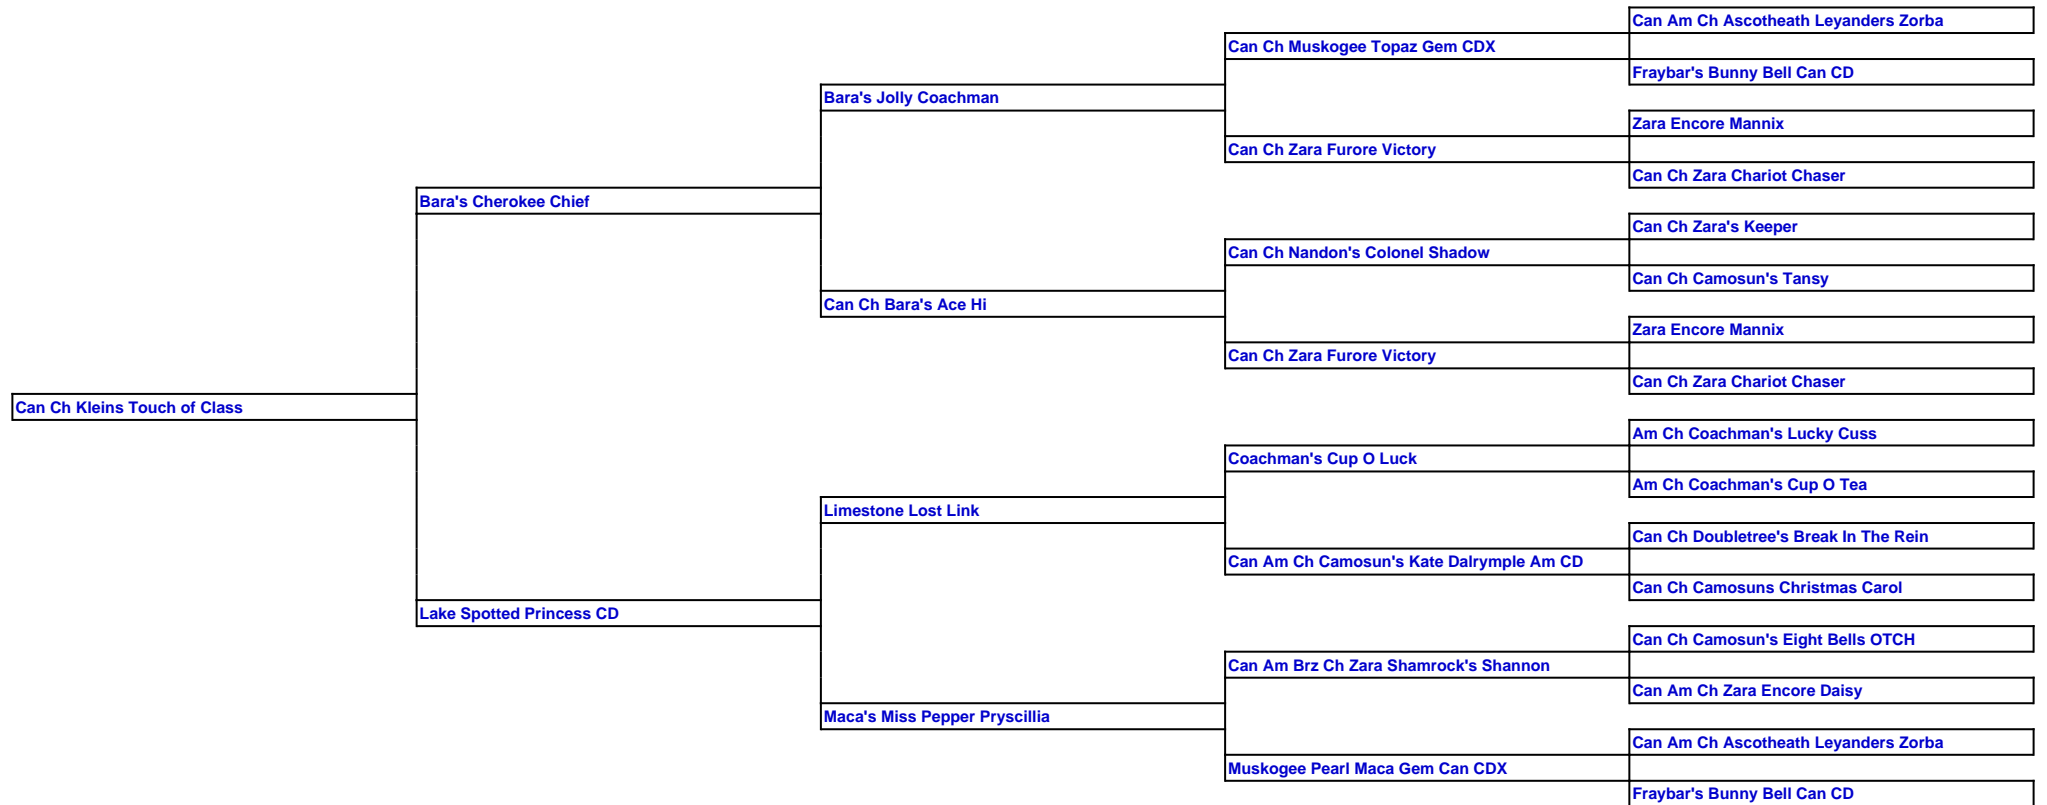 Can Am Ch Ascotheath Leyanders Zorba
Can Ch Muskogee Topaz Gem CDX
Fraybar's Bunny Bell Can CD
Bara's Jolly Coachman
Zara Encore Mannix
Can Ch Zara Furore Victory
Can Ch Zara Chariot Chaser
Bara's Cherokee Chief
Can Ch Zara's Keeper
Can Ch Nandon's Colonel Shadow
Can Ch Camosun's Tansy
Can Ch Bara's Ace Hi
Zara Encore Mannix
Can Ch Zara Furore Victory
Can Ch Zara Chariot Chaser
Can Ch Kleins Touch of Class
Am Ch Coachman's Lucky Cuss
Coachman's Cup O Luck
Am Ch Coachman's Cup O Tea
Limestone Lost Link
Can Ch Doubletree's Break In The Rein
Can Am Ch Camosun's Kate Dalrymple Am CD
Can Ch Camosuns Christmas Carol
Lake Spotted Princess CD
Can Ch Camosun's Eight Bells OTCH
Can Am Brz Ch Zara Shamrock's Shannon
Can Am Ch Zara Encore Daisy
Maca's Miss Pepper Pryscillia
Can Am Ch Ascotheath Leyanders Zorba
Muskogee Pearl Maca Gem Can CDX
Fraybar's Bunny Bell Can CD